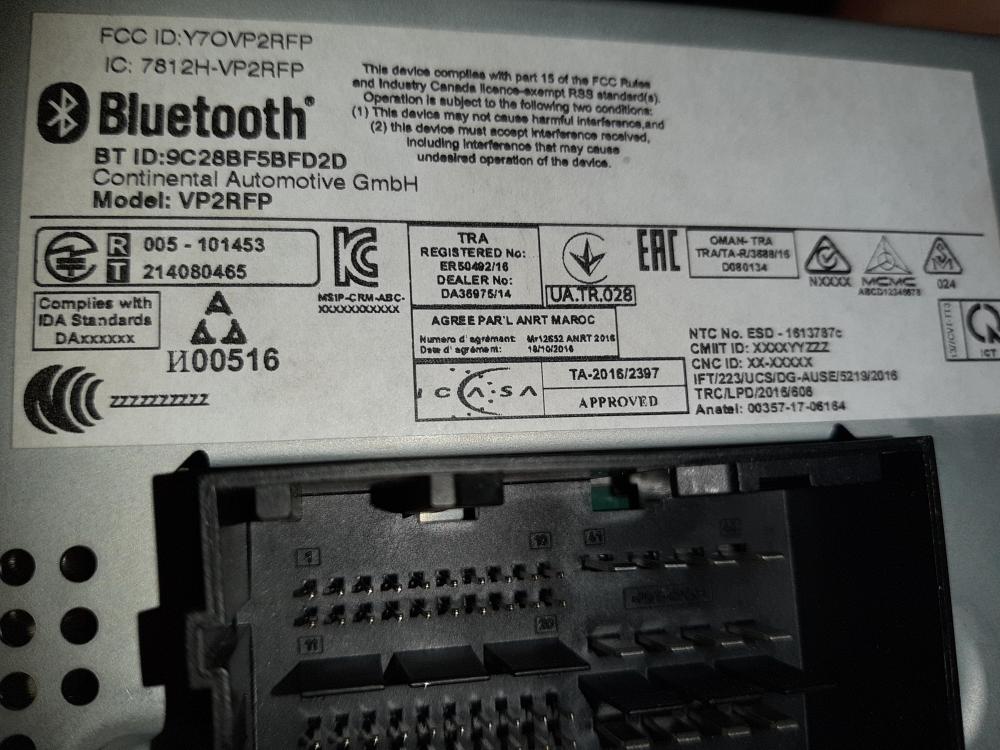 FCC ID:Y7OVP2RFP
IC: 7812H-VP2RFP
Bluetooth®
BT ID:9C28BF5BFD2D
Continental Automotive GmbH
Model: VP2RFP
This device complies with part 15 of the FCC Rules
and Industry Canada licence-exempt RSS standard(s).
Operation is subject to the following two conditions:
(1) This device may not cause harmful interference,and
(2) this device must accept interference received,
including interference that may cause
undesired operation of the device.
R 005 - 101453
T 214080465
MSIP-CRM-ABC-
XXXXXXXXXXX
TRA
REGISTERED No:
ER50492/16
DEALER No:
DA36976/14
UA.TR.028
EAC
OMAN- TRA
TRA/TA-R/3688/16
D080134
NXXXX
MCMC
ABCD12345678
024
Complies with
IDA Standards
DAxxxxxx
И00516
AGREE PAR'L ANRT MAROC
Numero d'agrément: Mr12652 ANRT 2016
Date d'agrément: 18/10/2016
ZZZZZZZZZZ
ICASA
TA-2016/2397
APPROVED
NTC No. ESD - 1613787c
CMIIT ID: XXXXYYZZZ
CNC ID: XX-XXXXX
IFT/223/UCS/DG-AUSE/5219/2016
TRC/LPD/2016/606
Anatel: 00357-17-06164
ICT
1
10
41
11
20